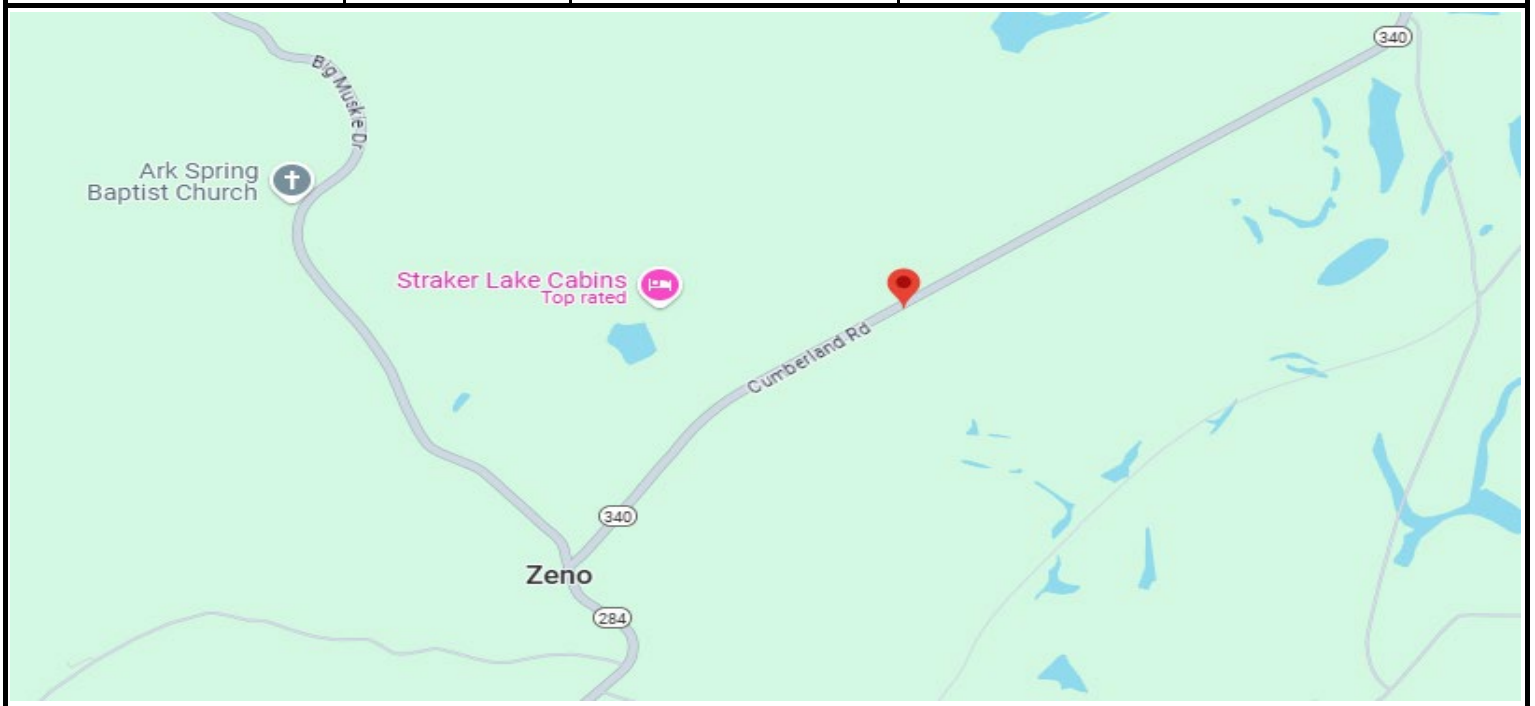 340
Big Muskie Dr
Ark Spring
Baptist Church
Straker Lake Cabins
Top rated
Cumberland Rd
340
Zeno
284